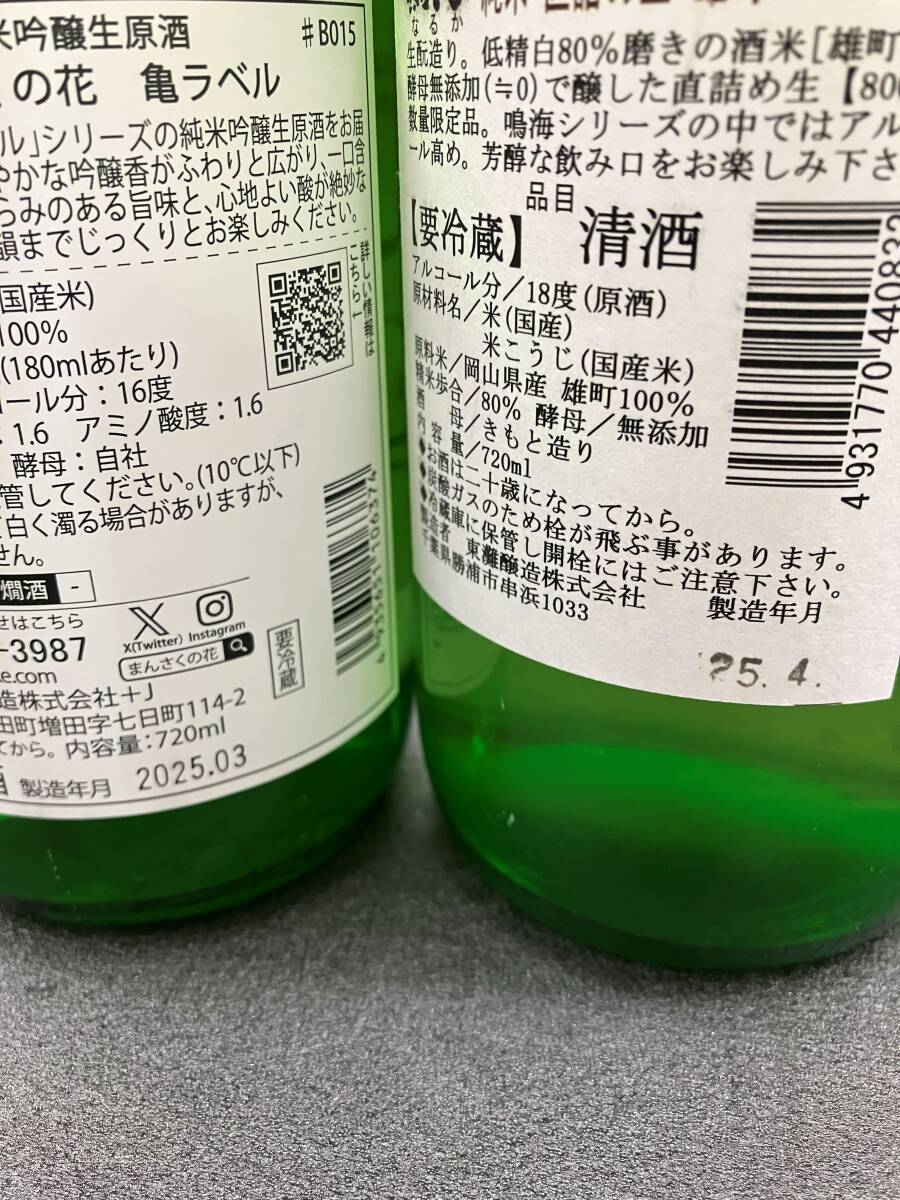 米吟醸生原酒 #B015
の花 亀ラベル
ル」シリーズの純米吟醸生原酒をお届
やかな吟醸香がふわりと広がり、一口含
らみのある旨味と、心地よい酸が絶妙な
韻までじっくりとお楽しみください。
国産米)
100%
(180mlあたり)
ール分:16度
1.6 アミノ酸度:1.6
酵母:自社
管してください。(10℃以下)
白く濁る場合がありますが、
せん。
詳しい情報は
こちら←
燗酒 -
せはこちら
-3987
ke.com
X(Twitter) Instagram
まんさくの花
要冷蔵
造株式会社+J
田町増田字七日町114-2
てから。内容量:720ml
製造年月 2025.03
4 935651 106374
なるか
生酛造り。低精白80%磨きの酒米[雄町
酵母無添加(≒0)で醸した直詰め生【800
数量限定品。鳴海シリーズの中ではアル
ール高め。芳醇な飲み口をお楽しみ下さ
品目
【要冷蔵】 清酒
アルコール分/18度(原酒)
原材料名/米(国産)
米こうじ(国産米)
原料米/岡山県産 雄町100%
精米歩合/80% 酵母/無添加
酒 母/きもと造り
内容量/720ml
◆お酒は二十歳になってから。
◆炭酸ガスのため栓が飛ぶ事があります。
◆冷蔵庫に保管し開栓にはご注意下さい。
製造者 東灘醸造株式会社 製造年月
千葉県勝浦市串浜1033
'25.4.
4 931770 440832